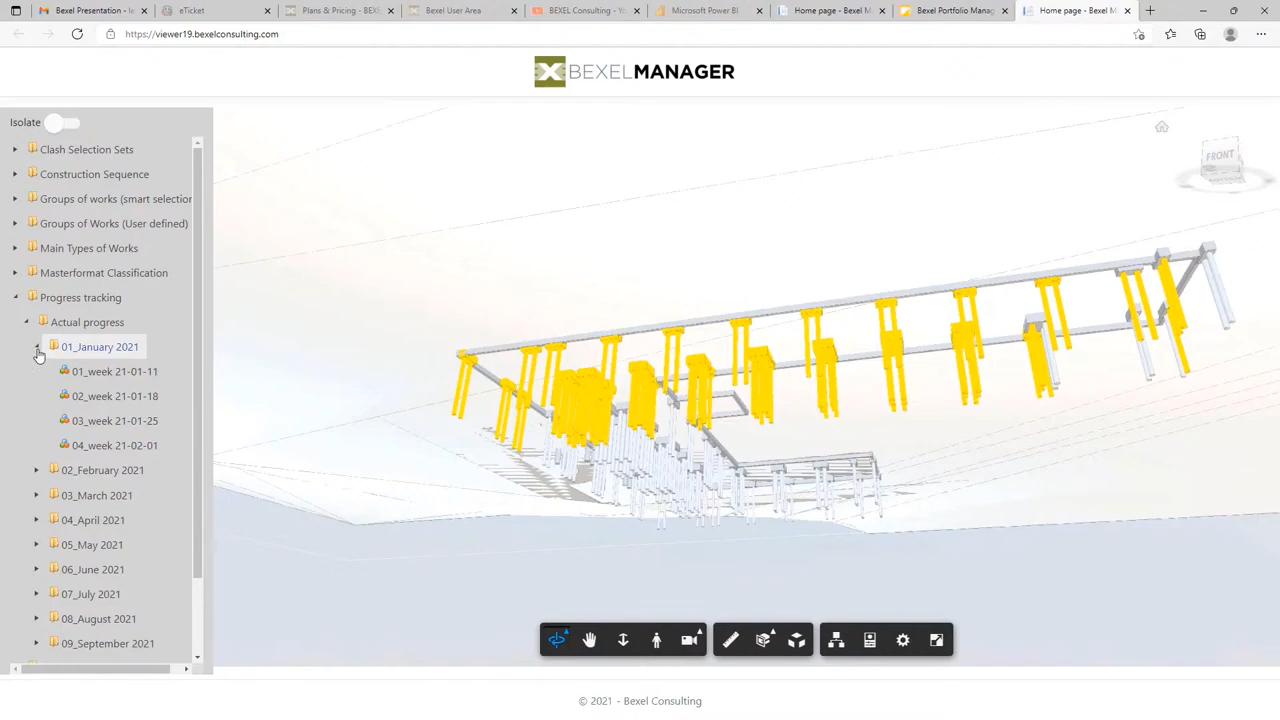 Bexel Presentation - le
eTicket
Plans & Pricing - BEXE
Bexel User Area
BEXEL Consulting - Yo
Microsoft Power BI
Home page - Bexel M
Bexel Portfolio Manag
Home page - Bexel M
https://viewer19.bexelconsulting.com
BEXELMANAGER
Isolate
Clash Selection Sets
Construction Sequence
Groups of works (smart selection
Groups of Works (User defined)
Main Types of Works
Masterformat Classification
Progress tracking
Actual progress
01_January 2021
01_week 21-01-11
02_week 21-01-18
03_week 21-01-25
04_week 21-02-01
02_February 2021
03_March 2021
04_April 2021
05_May 2021
06_June 2021
07_July 2021
08_August 2021
09_September 2021
FRONT
© 2021 - Bexel Consulting